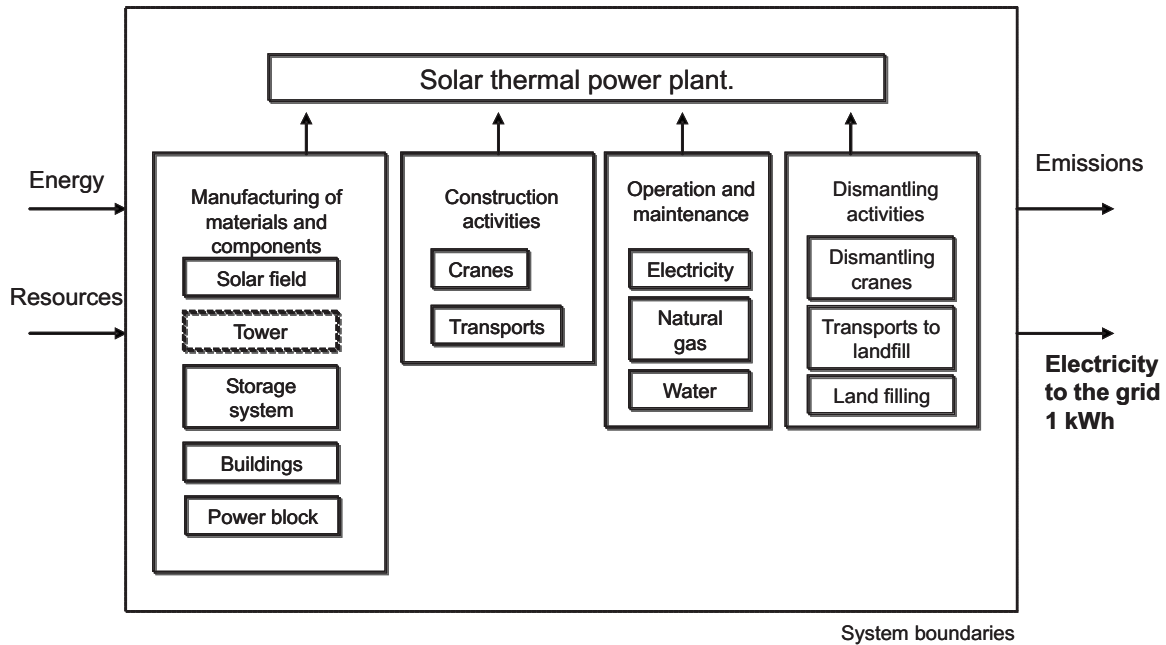 Solar thermal power plant.
Energy
Resources
Manufacturing of
materials and
components
Solar field
Tower
Storage
system
Buildings
Power block
Construction
activities
Cranes
Transports
Operation and
maintenance
Electricity
Natural
gas
Water
Dismantling
activities
Dismantling
cranes
Transports to
landfill
Land filling
Emissions
Electricity
to the grid
1 kWh
System boundaries